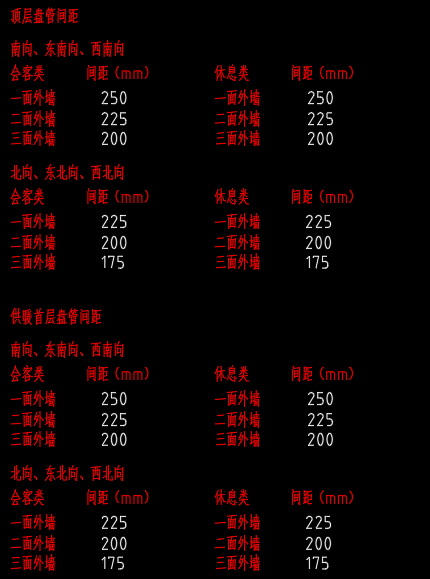 顶层盘管间距
南向、东南向、西南向
会客类 间距（mm） 休息类 间距（mm）
一面外墙 250 一面外墙 250
二面外墙 225 二面外墙 225
三面外墙 200 三面外墙 200
北向、东北向、西北向
会客类 间距（mm） 休息类 间距（mm）
一面外墙 225 一面外墙 225
二面外墙 200 二面外墙 200
三面外墙 175 三面外墙 175
供暖首层盘管间距
南向、东南向、西南向
会客类 间距（mm） 休息类 间距（mm）
一面外墙 250 一面外墙 250
二面外墙 225 二面外墙 225
三面外墙 200 三面外墙 200
北向、东北向、西北向
会客类 间距（mm） 休息类 间距（mm）
一面外墙 225 一面外墙 225
二面外墙 200 二面外墙 200
三面外墙 175 三面外墙 175